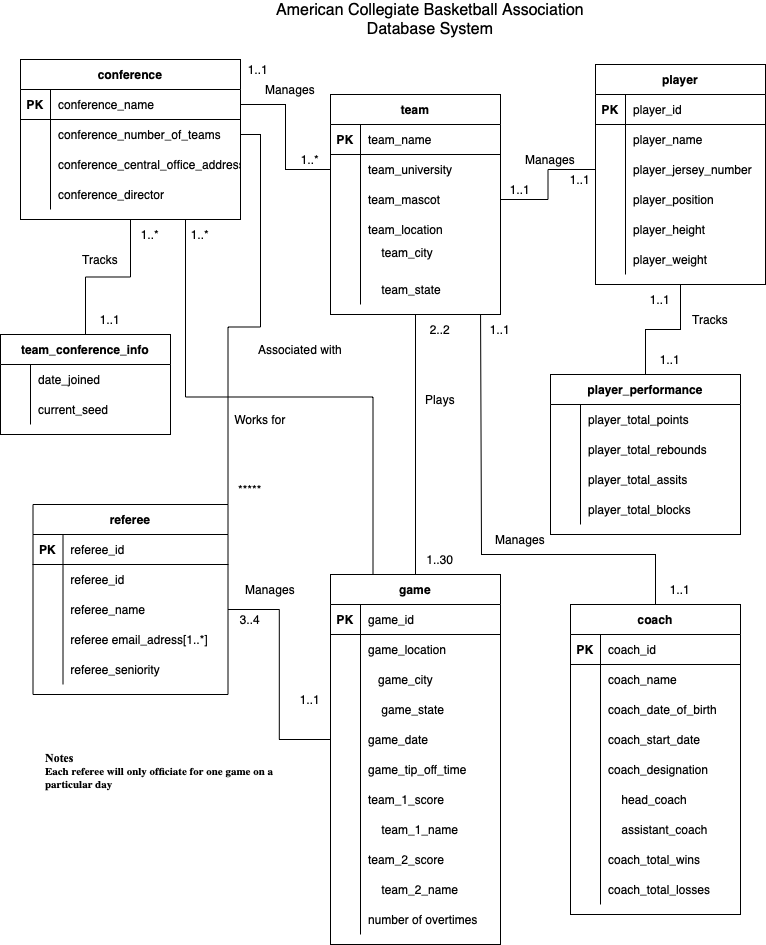 American Collegiate Basketball Association
Database System
conference
PK conference_name
conference_number_of_teams
conference_central_office_address
conference_director
1..1
Manages
1..*
team
PK team_name
team_university
team_mascot
team_location
team_city
team_state
Manages
1..1
1..1
player
PK player_id
player_name
player_jersey_number
player_position
player_height
player_weight
1..*
1..*
Tracks
1..1
team_conference_info
date_joined
current_seed
Associated with
Works for
*****
2..2
1..1
Plays
1..30
1..1
Tracks
1..1
player_performance
player_total_points
player_total_rebounds
player_total_assits
player_total_blocks
referee
PK referee_id
referee_id
referee_name
referee email_adress[1..*]
referee_seniority
Manages
3..4
1..1
game
PK game_id
game_location
game_city
game_state
game_date
game_tip_off_time
team_1_score
team_1_name
team_2_score
team_2_name
number of overtimes
Manages
1..1
coach
PK coach_id
coach_name
coach_date_of_birth
coach_start_date
coach_designation
head_coach
assistant_coach
coach_total_wins
coach_total_losses
Notes
Each referee will only officiate for one game on a
particular day